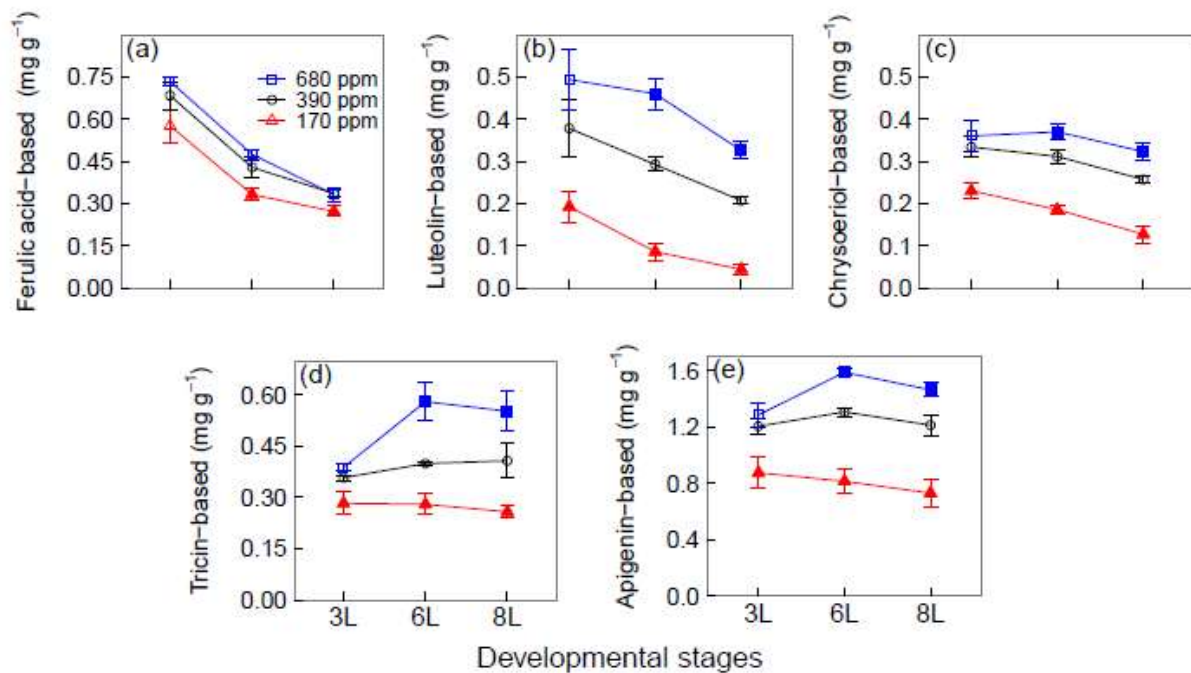 (a)
Ferulic acid−based (mg g⁻¹)
0.75
0.60
0.45
0.30
0.15
0.00
680 ppm
390 ppm
170 ppm
(b)
Luteolin−based (mg g⁻¹)
0.5
0.4
0.3
0.2
0.1
0.0
(c)
Chrysoeriol−based (mg g⁻¹)
0.5
0.4
0.3
0.2
0.1
0.0
(d)
Tricin−based (mg g⁻¹)
0.60
0.45
0.30
0.15
0.00
3L 6L 8L
(e)
Apigenin−based (mg g⁻¹)
1.6
1.2
0.8
0.4
0.0
3L 6L 8L
Developmental stages